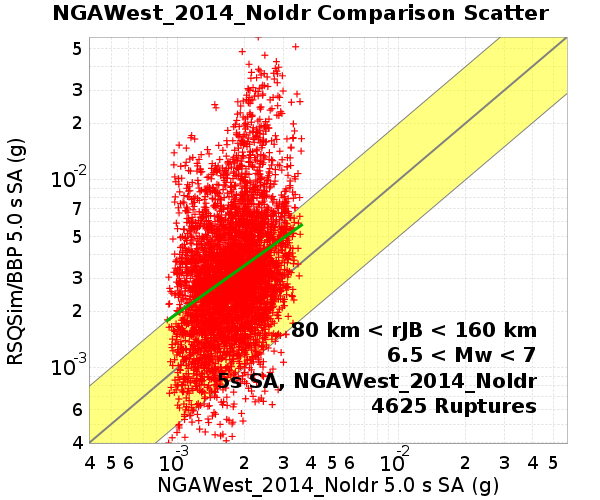 NGAWest_2014_NoIdr Comparison Scatter
RSQSim/BBP 5.0 s SA (g)
5
3
2
10-2
7
5
3
2
10-3
6
4
80 km < rJB < 160 km
6.5 < Mw < 7
5s SA, NGAWest_2014_NoIdr
4625 Ruptures
4 5 6 10-3 2 3 4 5 6 10-2 2 3 4 5
NGAWest_2014_NoIdr 5.0 s SA (g)